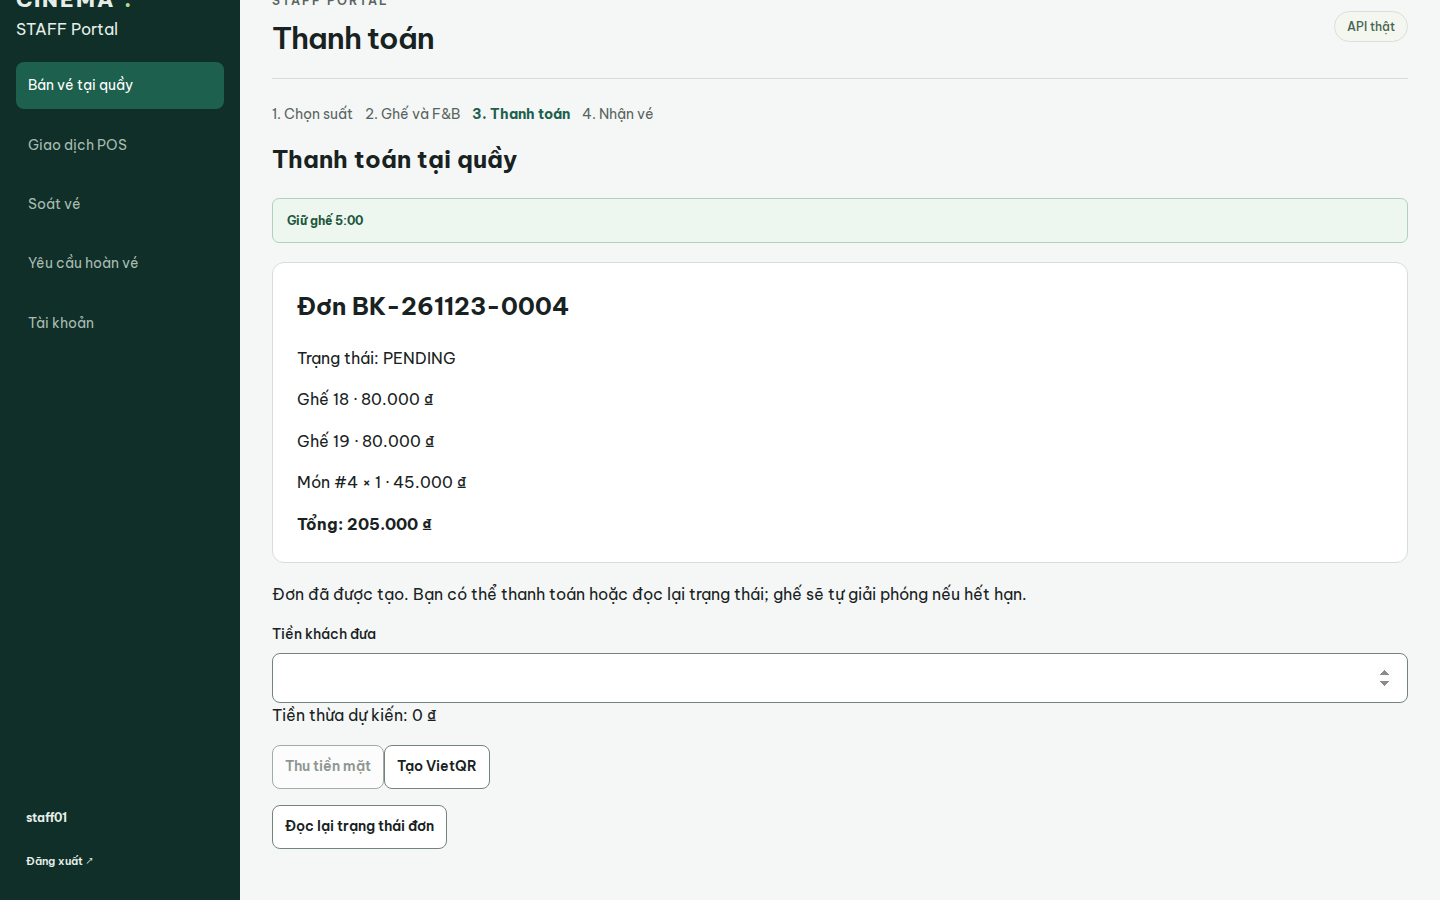 CINEMA :
STAFF Portal
Bán vé tại quầy
Giao dịch POS
Soát vé
Yêu cầu hoàn vé
Tài khoản
staff01
Đăng xuất ↗
STAFF PORTAL
Thanh toán
API thật
1. Chọn suất 2. Ghế và F&B 3. Thanh toán 4. Nhận vé
Thanh toán tại quầy
Giữ ghế 5:00
Đơn BK-261123-0004
Trạng thái: PENDING
Ghế 18 · 80.000 ₫
Ghế 19 · 80.000 ₫
Món #4 × 1 · 45.000 ₫
Tổng: 205.000 ₫
Đơn đã được tạo. Bạn có thể thanh toán hoặc đọc lại trạng thái; ghế sẽ tự giải phóng nếu hết hạn.
Tiền khách đưa
Tiền thừa dự kiến: 0 ₫
Thu tiền mặt
Tạo VietQR
Đọc lại trạng thái đơn